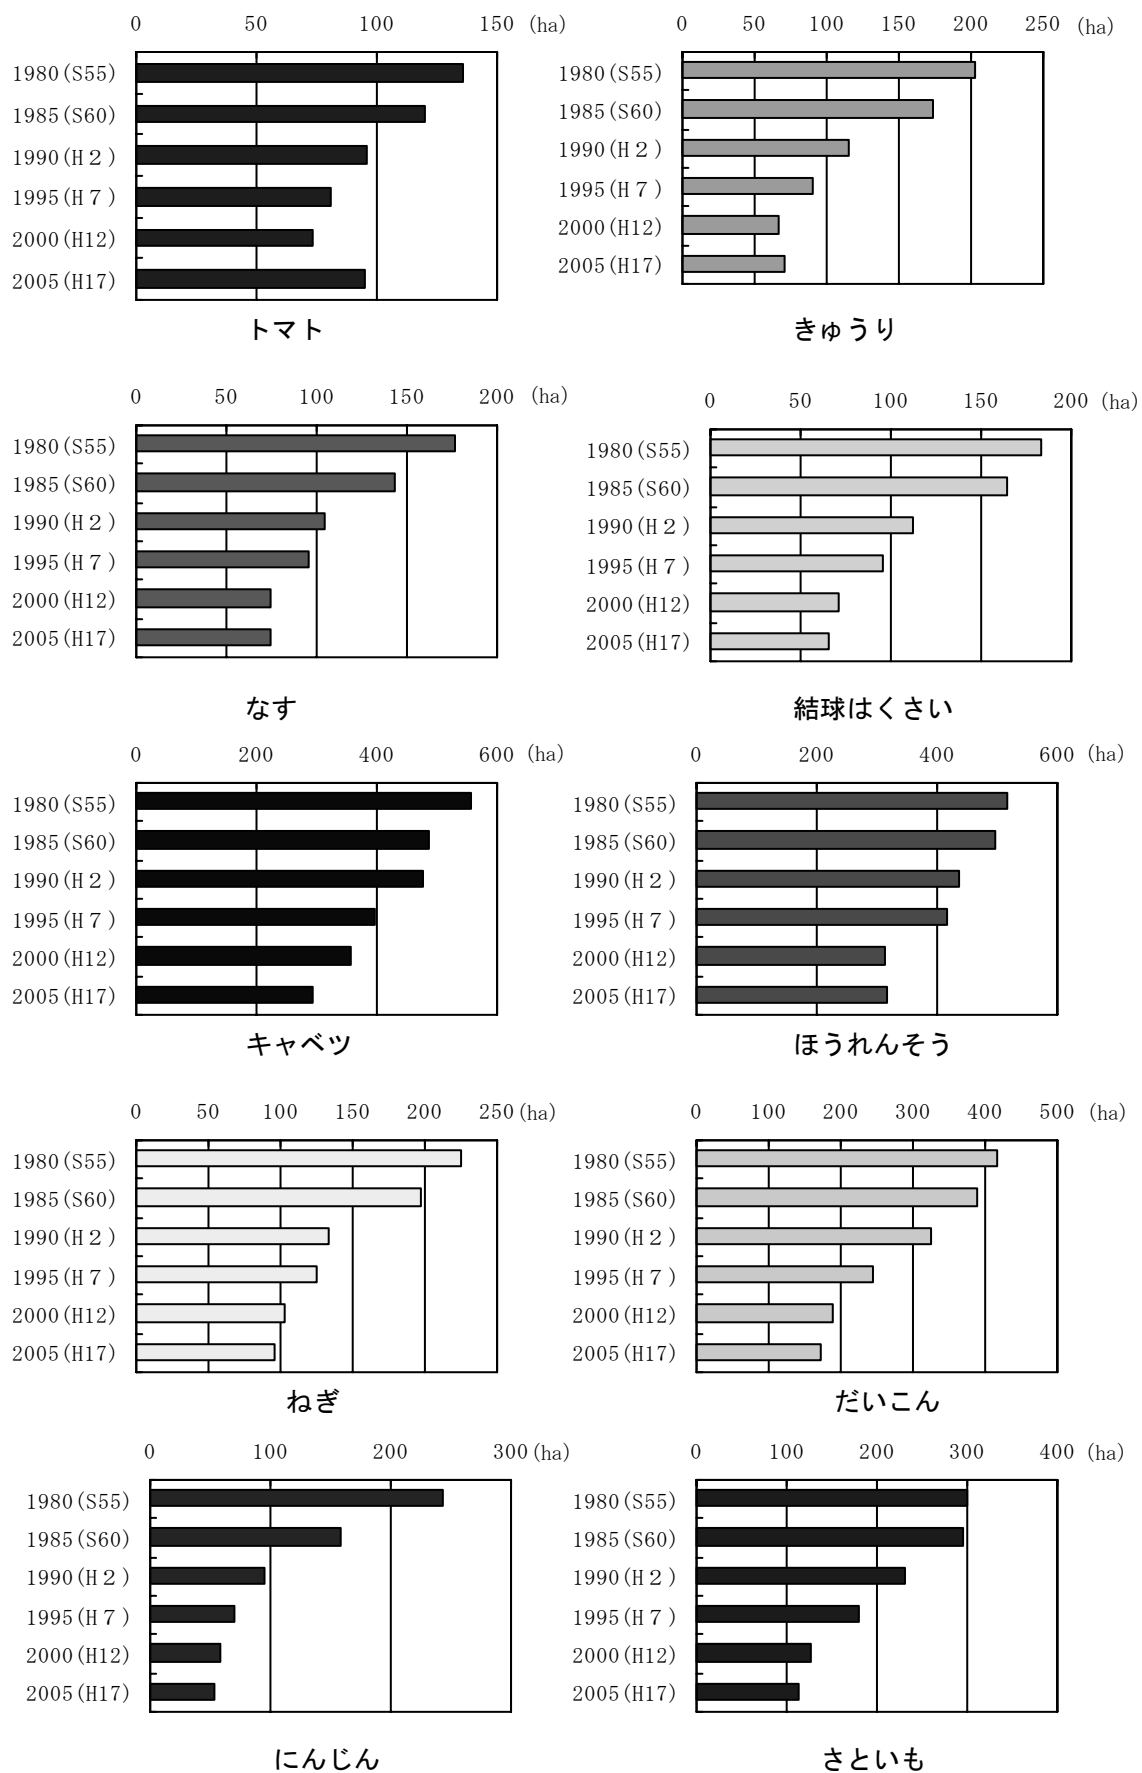 0 50 100 150 (ha)
1980(S55)
1985(S60)
1990(H２)
1995(H７)
2000(H12)
2005(H17)
トマト
0 50 100 150 200 250 (ha)
1980(S55)
1985(S60)
1990(H２)
1995(H７)
2000(H12)
2005(H17)
きゅうり
0 50 100 150 200 (ha)
1980(S55)
1985(S60)
1990(H２)
1995(H７)
2000(H12)
2005(H17)
なす
0 50 100 150 200 (ha)
1980(S55)
1985(S60)
1990(H２)
1995(H７)
2000(H12)
2005(H17)
結球はくさい
0 200 400 600 (ha)
1980(S55)
1985(S60)
1990(H２)
1995(H７)
2000(H12)
2005(H17)
キャベツ
0 200 400 600 (ha)
1980(S55)
1985(S60)
1990(H２)
1995(H７)
2000(H12)
2005(H17)
ほうれんそう
0 50 100 150 200 250 (ha)
1980(S55)
1985(S60)
1990(H２)
1995(H７)
2000(H12)
2005(H17)
ねぎ
0 100 200 300 400 500 (ha)
1980(S55)
1985(S60)
1990(H２)
1995(H７)
2000(H12)
2005(H17)
だいこん
0 100 200 300 (ha)
1980(S55)
1985(S60)
1990(H２)
1995(H７)
2000(H12)
2005(H17)
にんじん
0 100 200 300 400 (ha)
1980(S55)
1985(S60)
1990(H２)
1995(H７)
2000(H12)
2005(H17)
さといも